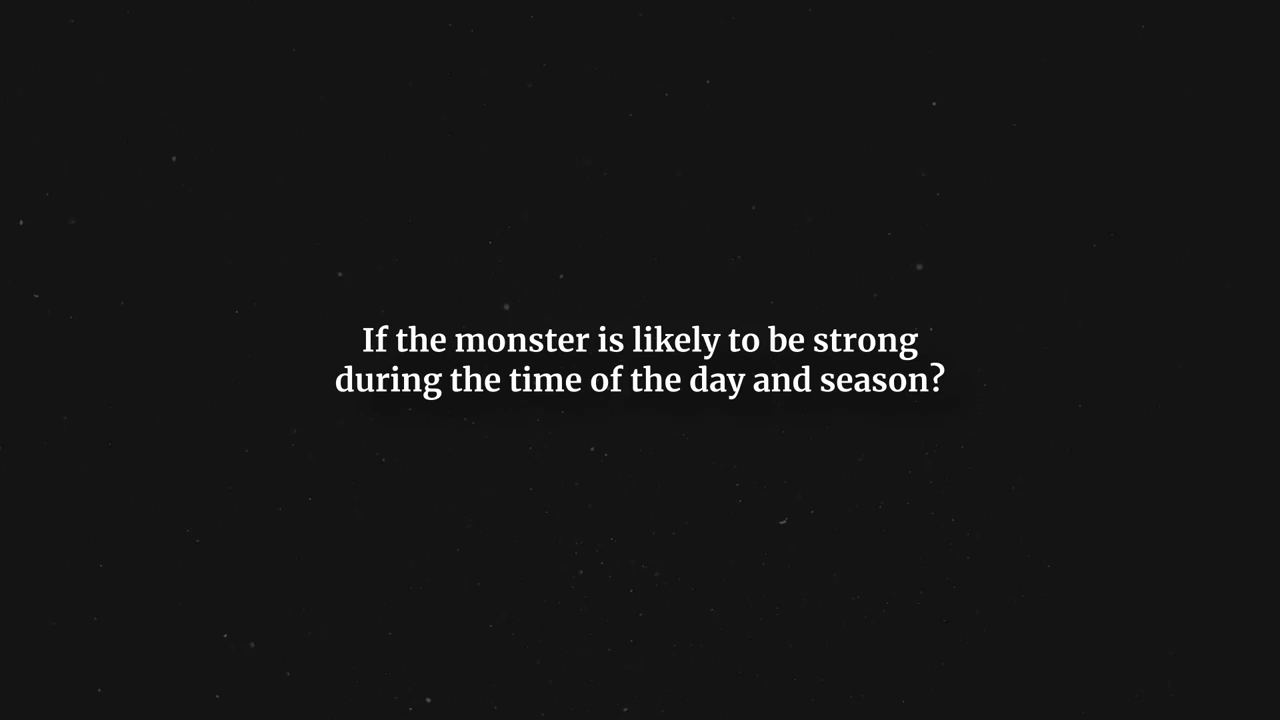 If the monster is likely to be strong
during the time of the day and season?